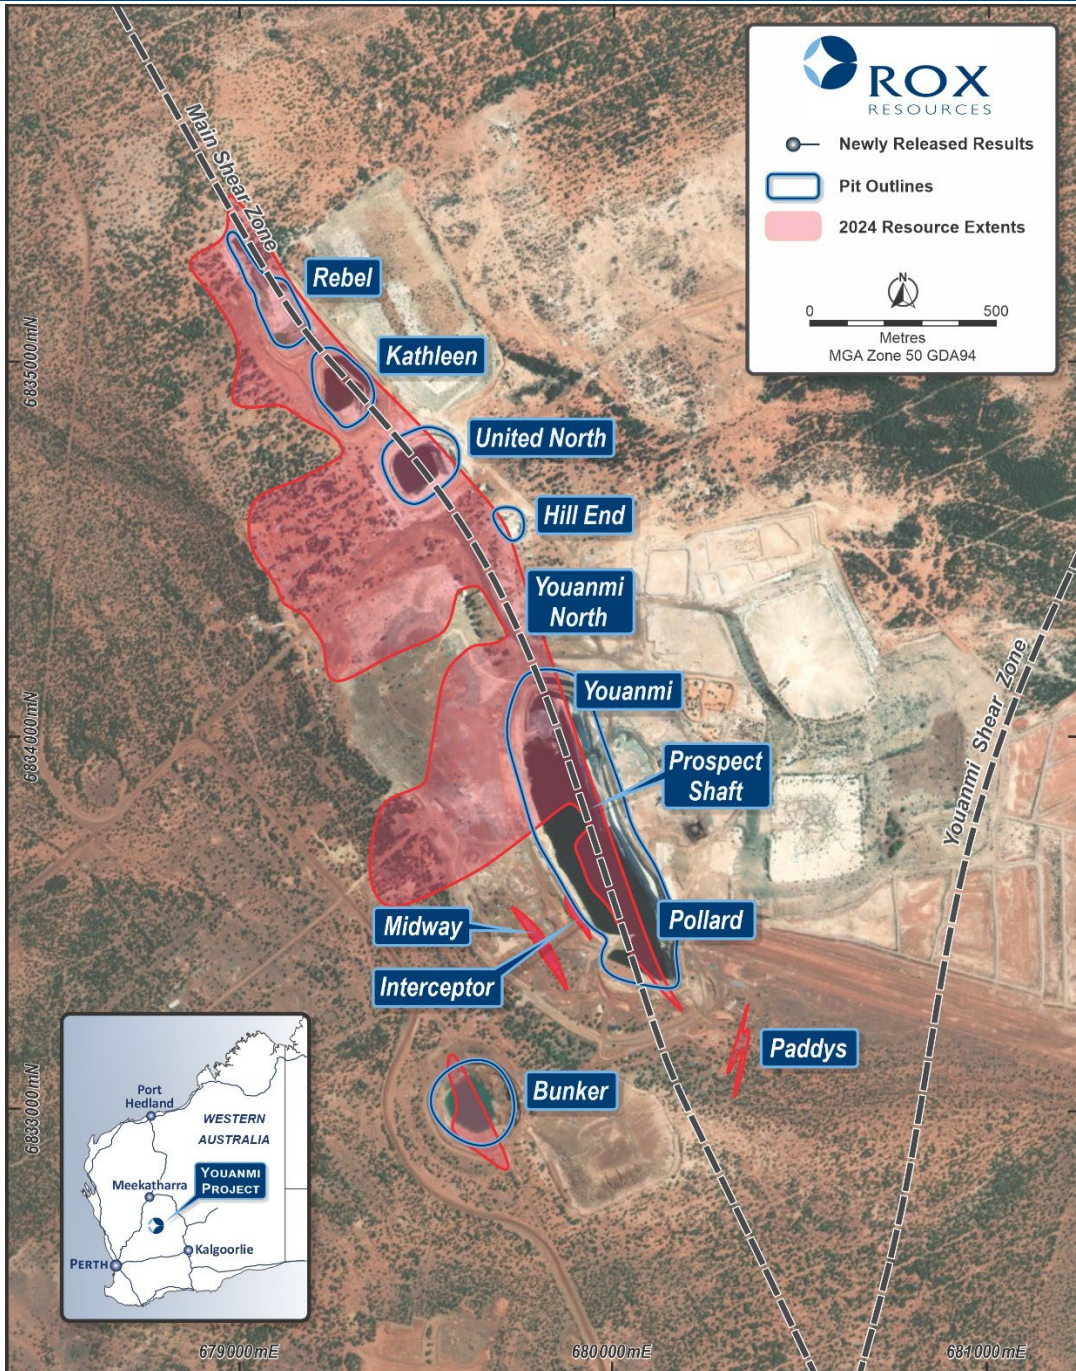 ROX
RESOURCES
Newly Released Results
Pit Outlines
2024 Resource Extents
N
0
500
Metres
MGA Zone 50 GDA94
Main Shear Zone
Rebel
Kathleen
United North
Hill End
Youanmi
North
Youanmi
Prospect
Shaft
Youanmi Shear Zone
Midway
Pollard
Interceptor
Paddys
Bunker
6835000mN
6834000mN
6833000mN
Port
Hedland
WESTERN
AUSTRALIA
Meekatharra
YOUANMI
PROJECT
Kalgoorlie
PERTH
679000mE
680000mE
681000mE